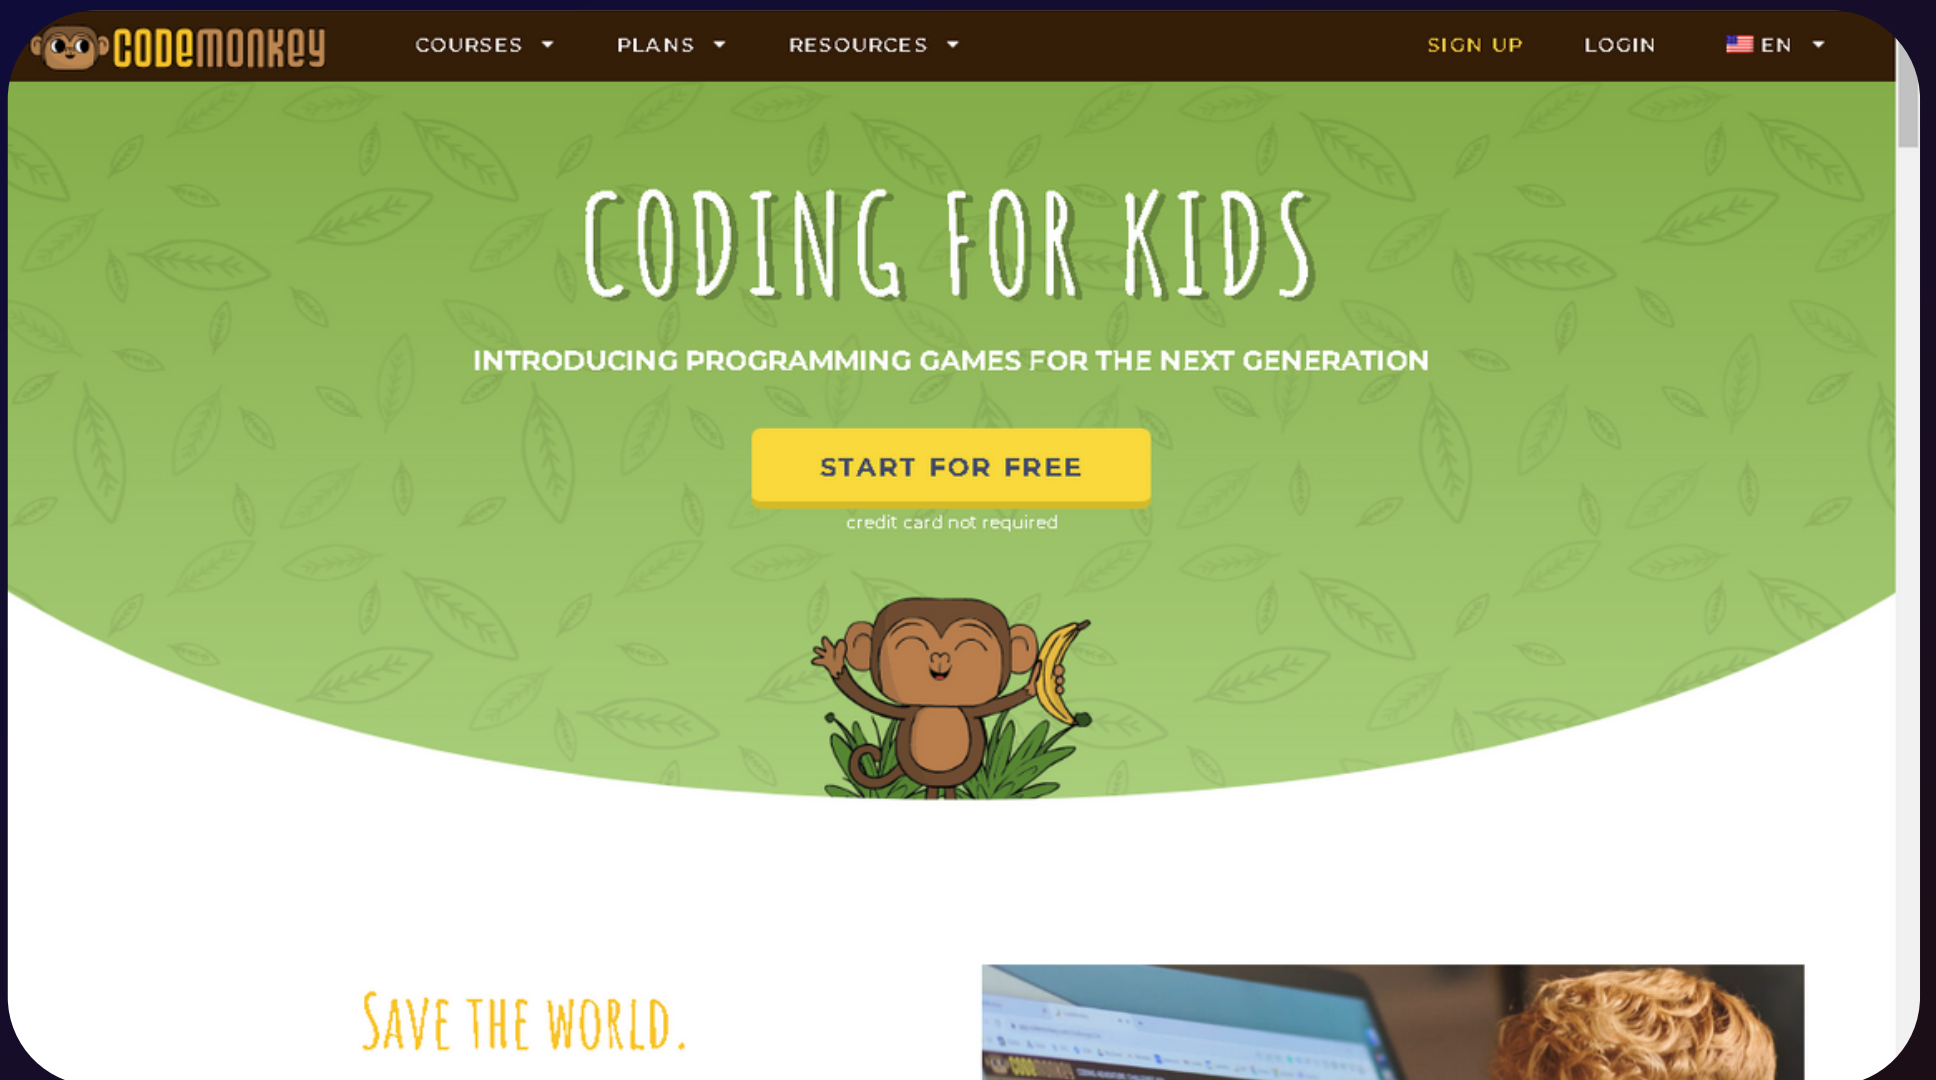 CODEMONKEY
COURSES
PLANS
RESOURCES
SIGN UP
LOGIN
EN
CODING FOR KIDS
INTRODUCING PROGRAMMING GAMES FOR THE NEXT GENERATION
START FOR FREE
credit card not required
SAVE THE WORLD.
CODEMONKEY